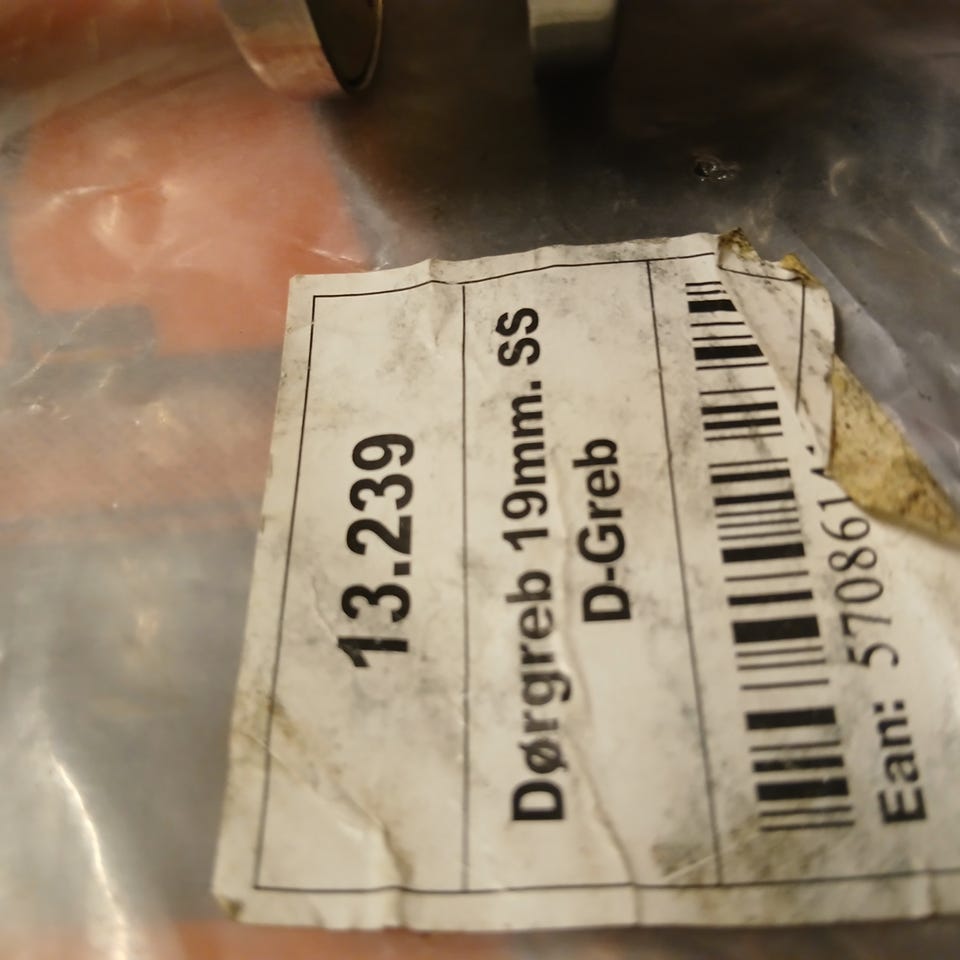 13.239
Dørgreb 19mm. SS
D-Greb
Ean: 570861